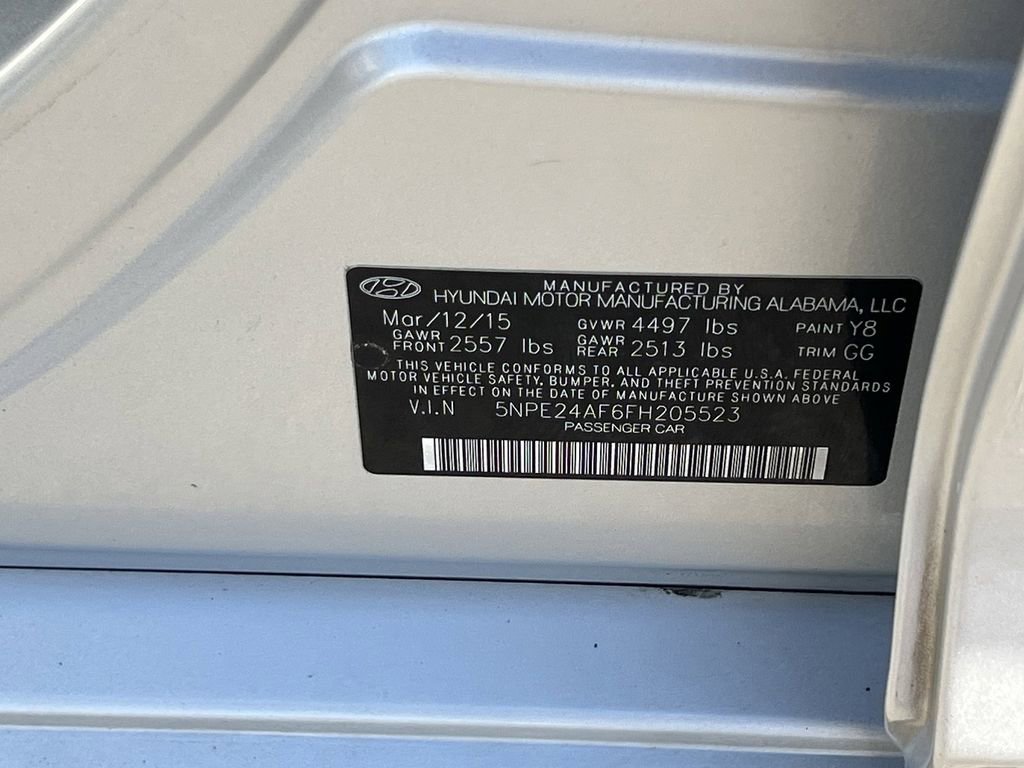 MANUFACTURED BY
HYUNDAI MOTOR MANUFACTURING ALABAMA, LLC
Mar/12/15 GVWR 4497 lbs PAINT Y8
GAWR FRONT 2557 lbs GAWR REAR 2513 lbs TRIM GG
THIS VEHICLE CONFORMS TO ALL APPLICABLE U.S.A. FEDERAL
MOTOR VEHICLE SAFETY, BUMPER, AND THEFT PREVENTION STANDARDS
IN EFFECT ON THE DATE OF MANUFACTURE SHOWN ABOVE
V.I.N 5NPE24AF6FH205523
PASSENGER CAR